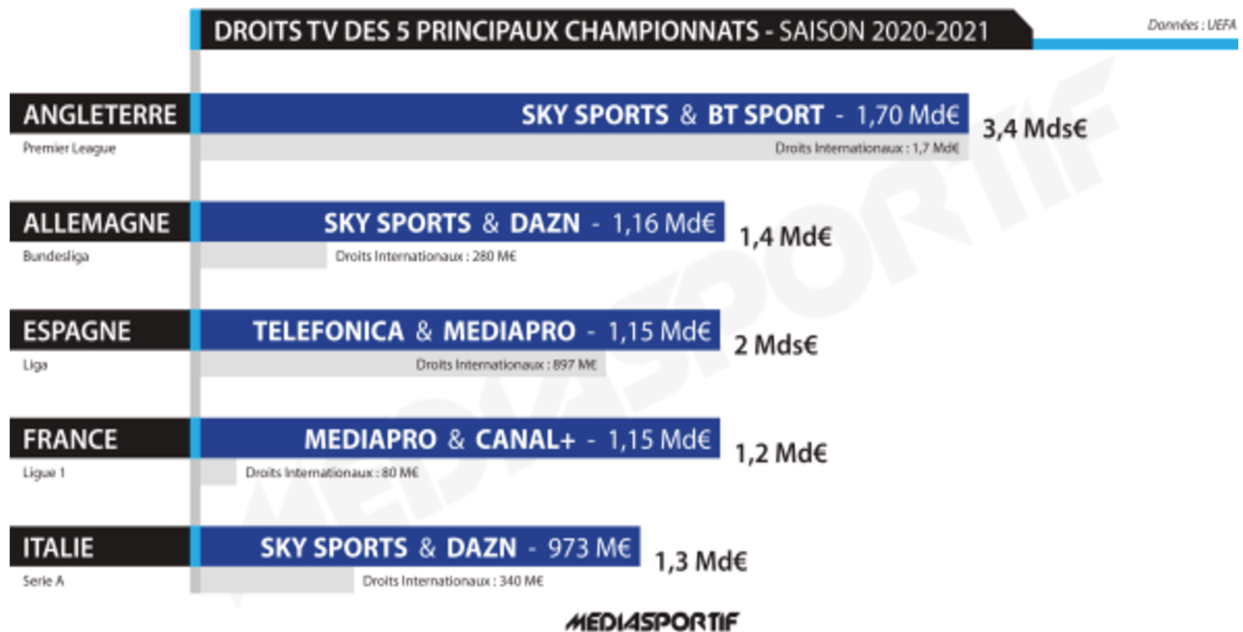 DROITS TV DES 5 PRINCIPAUX CHAMPIONNATS - SAISON 2020-2021
Données : UEFA
ANGLETERRE
SKY SPORTS & BT SPORT - 1,70 Md€
3,4 Mds€
Premier League
Droits Internationaux : 1,7 Md€
ALLEMAGNE
SKY SPORTS & DAZN - 1,16 Md€
1,4 Md€
Bundesliga
Droits Internationaux : 280 M€
ESPAGNE
TELEFONICA & MEDIAPRO - 1,15 Md€
2 Mds€
Liga
Droits Internationaux : 897 M€
FRANCE
MEDIAPRO & CANAL+ - 1,15 Md€
1,2 Md€
Ligue 1
Droits Internationaux : 80 M€
ITALIE
SKY SPORTS & DAZN - 973 M€
1,3 Md€
Serie A
Droits Internationaux : 340 M€
MEDIASPORTIF
MEDIASPORTIF